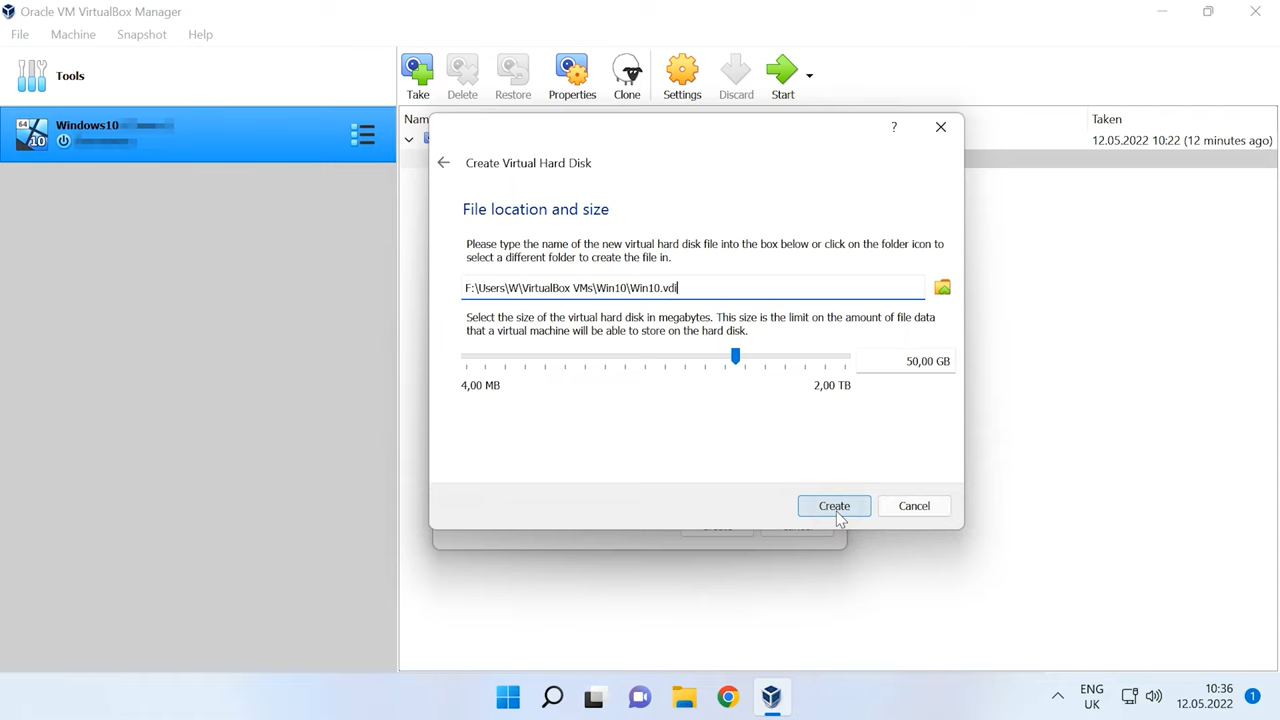 Oracle VM VirtualBox Manager
File Machine Snapshot Help
Tools
Take Delete Restore Properties Clone Settings Discard Start
Windows10
64
10
Nam
Taken
12.05.2022 10:22 (12 minutes ago)
?
Create Virtual Hard Disk
File location and size
Please type the name of the new virtual hard disk file into the box below or click on the folder icon to
select a different folder to create the file in.
F:\Users\W\VirtualBox VMs\Win10\Win10.vdi
Select the size of the virtual hard disk in megabytes. This size is the limit on the amount of file data
that a virtual machine will be able to store on the hard disk.
50,00 GB
4,00 MB 2,00 TB
Create Cancel
ENG
UK
10:36
12.05.2022
1